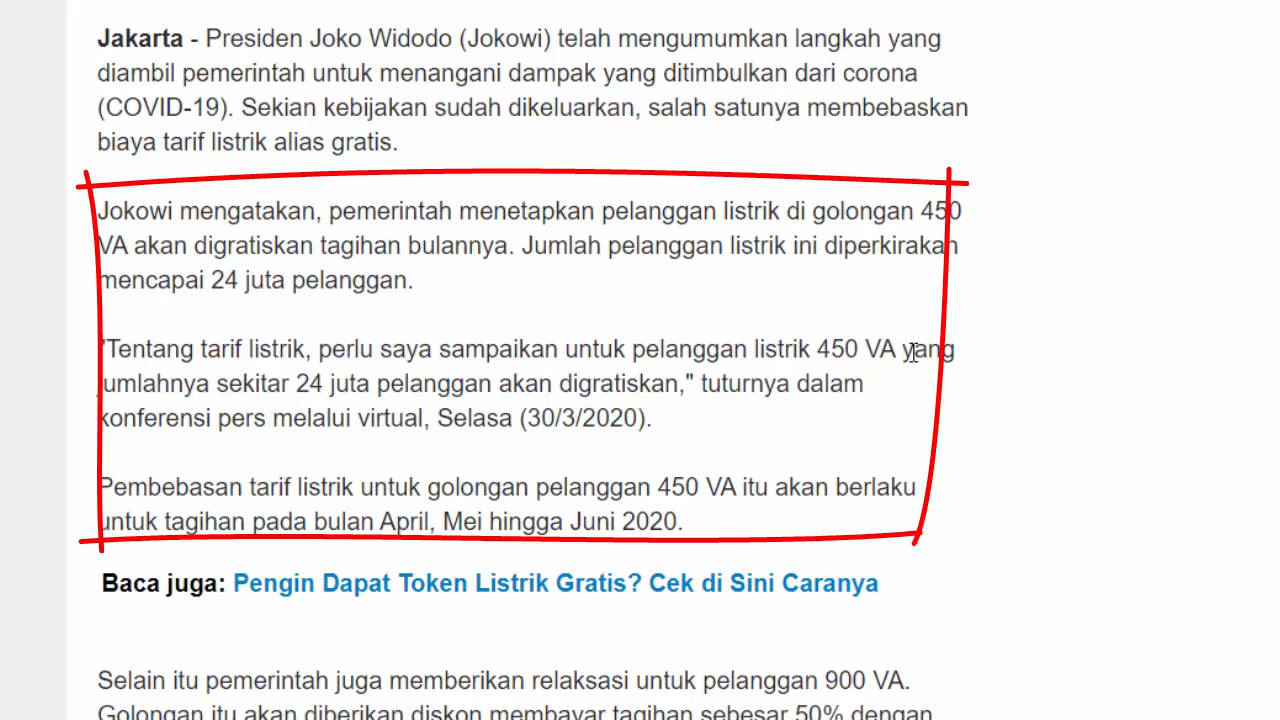 Jakarta - Presiden Joko Widodo (Jokowi) telah mengumumkan langkah yang
diambil pemerintah untuk menangani dampak yang ditimbulkan dari corona
(COVID-19). Sekian kebijakan sudah dikeluarkan, salah satunya membebaskan
biaya tarif listrik alias gratis.
Jokowi mengatakan, pemerintah menetapkan pelanggan listrik di golongan 450
VA akan digratiskan tagihan bulannya. Jumlah pelanggan listrik ini diperkirakan
mencapai 24 juta pelanggan.
"Tentang tarif listrik, perlu saya sampaikan untuk pelanggan listrik 450 VA yang
jumlahnya sekitar 24 juta pelanggan akan digratiskan," tuturnya dalam
konferensi pers melalui virtual, Selasa (30/3/2020).
Pembebasan tarif listrik untuk golongan pelanggan 450 VA itu akan berlaku
untuk tagihan pada bulan April, Mei hingga Juni 2020.
Baca juga: Pengin Dapat Token Listrik Gratis? Cek di Sini Caranya
Selain itu pemerintah juga memberikan relaksasi untuk pelanggan 900 VA.
Golongan itu akan diberikan diskon membayar tagihan sebesar 50% dengan